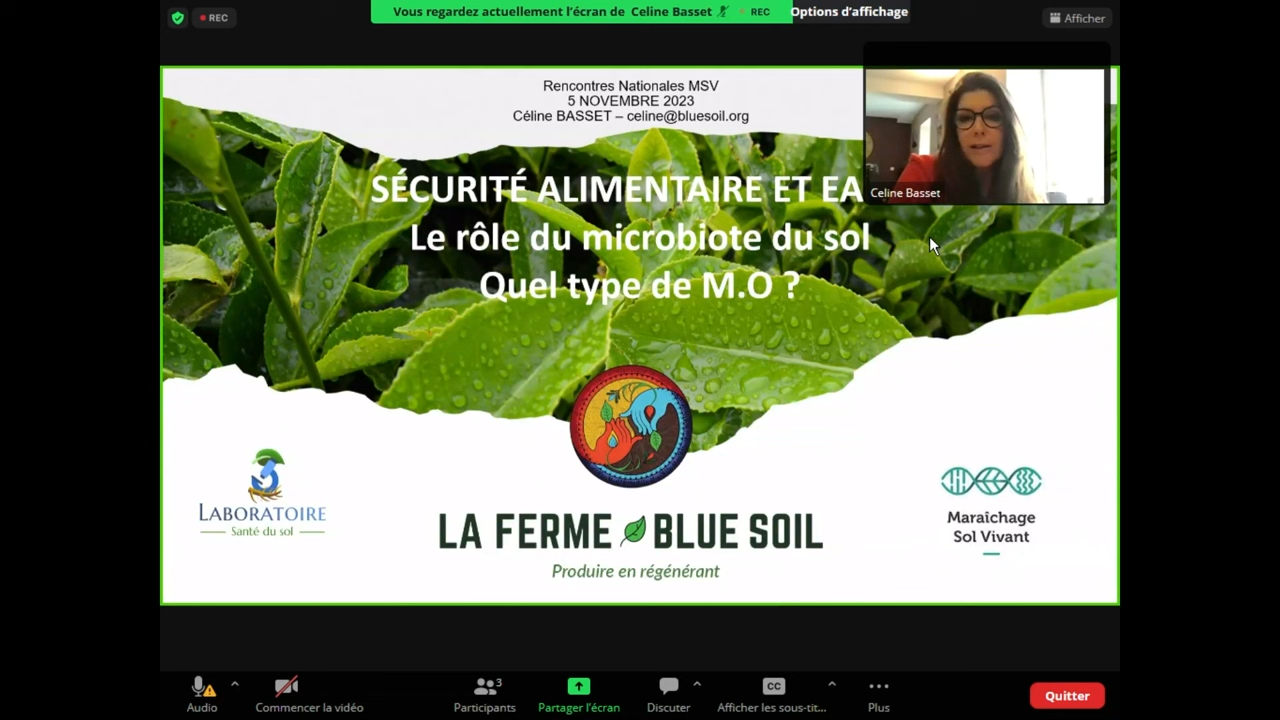 REC
Vous regardez actuellement l'écran de Celine Basset
REC
Options d'affichage
Afficher
Rencontres Nationales MSV
5 NOVEMBRE 2023
Céline BASSET – celine@bluesoil.org
SÉCURITÉ ALIMENTAIRE ET EA
Le rôle du microbiote du sol
Quel type de M.O ?
Celine Basset
LABORATOIRE
Santé du sol
LA FERME BLUE SOIL
Produire en régénérant
Maraîchage
Sol Vivant
Audio
Commencer la vidéo
3
Participants
Partager l'écran
Discuter
CC
Afficher les sous-tit...
Plus
Quitter